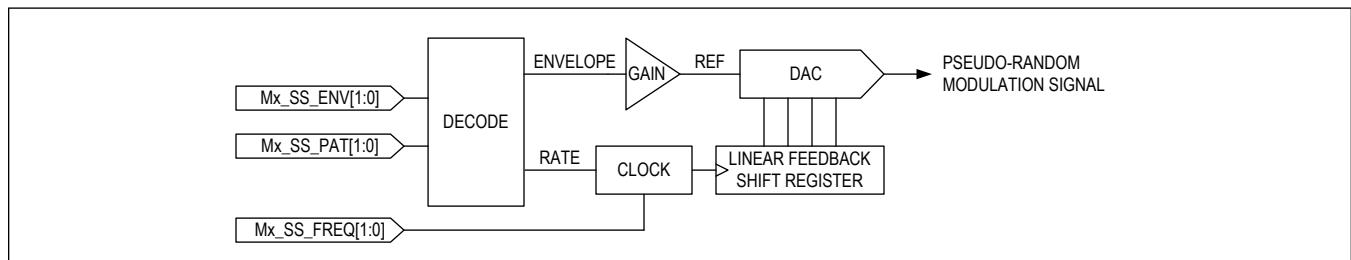 ENVELOPE
GAIN
REF
DAC
PSEUDO-RANDOM
MODULATION SIGNAL
Mx_SS_ENV[1:0]
DECODE
Mx_SS_PAT[1:0]
RATE
CLOCK
LINEAR FEEDBACK
SHIFT REGISTER
Mx_SS_FREQ[1:0]